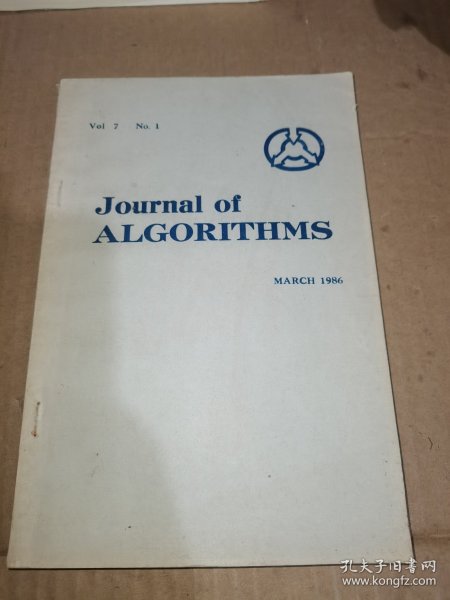 Vol 7 No. 1
Journal of
ALGORITHMS
MARCH 1986
孔夫子旧书网
www.kongfz.com